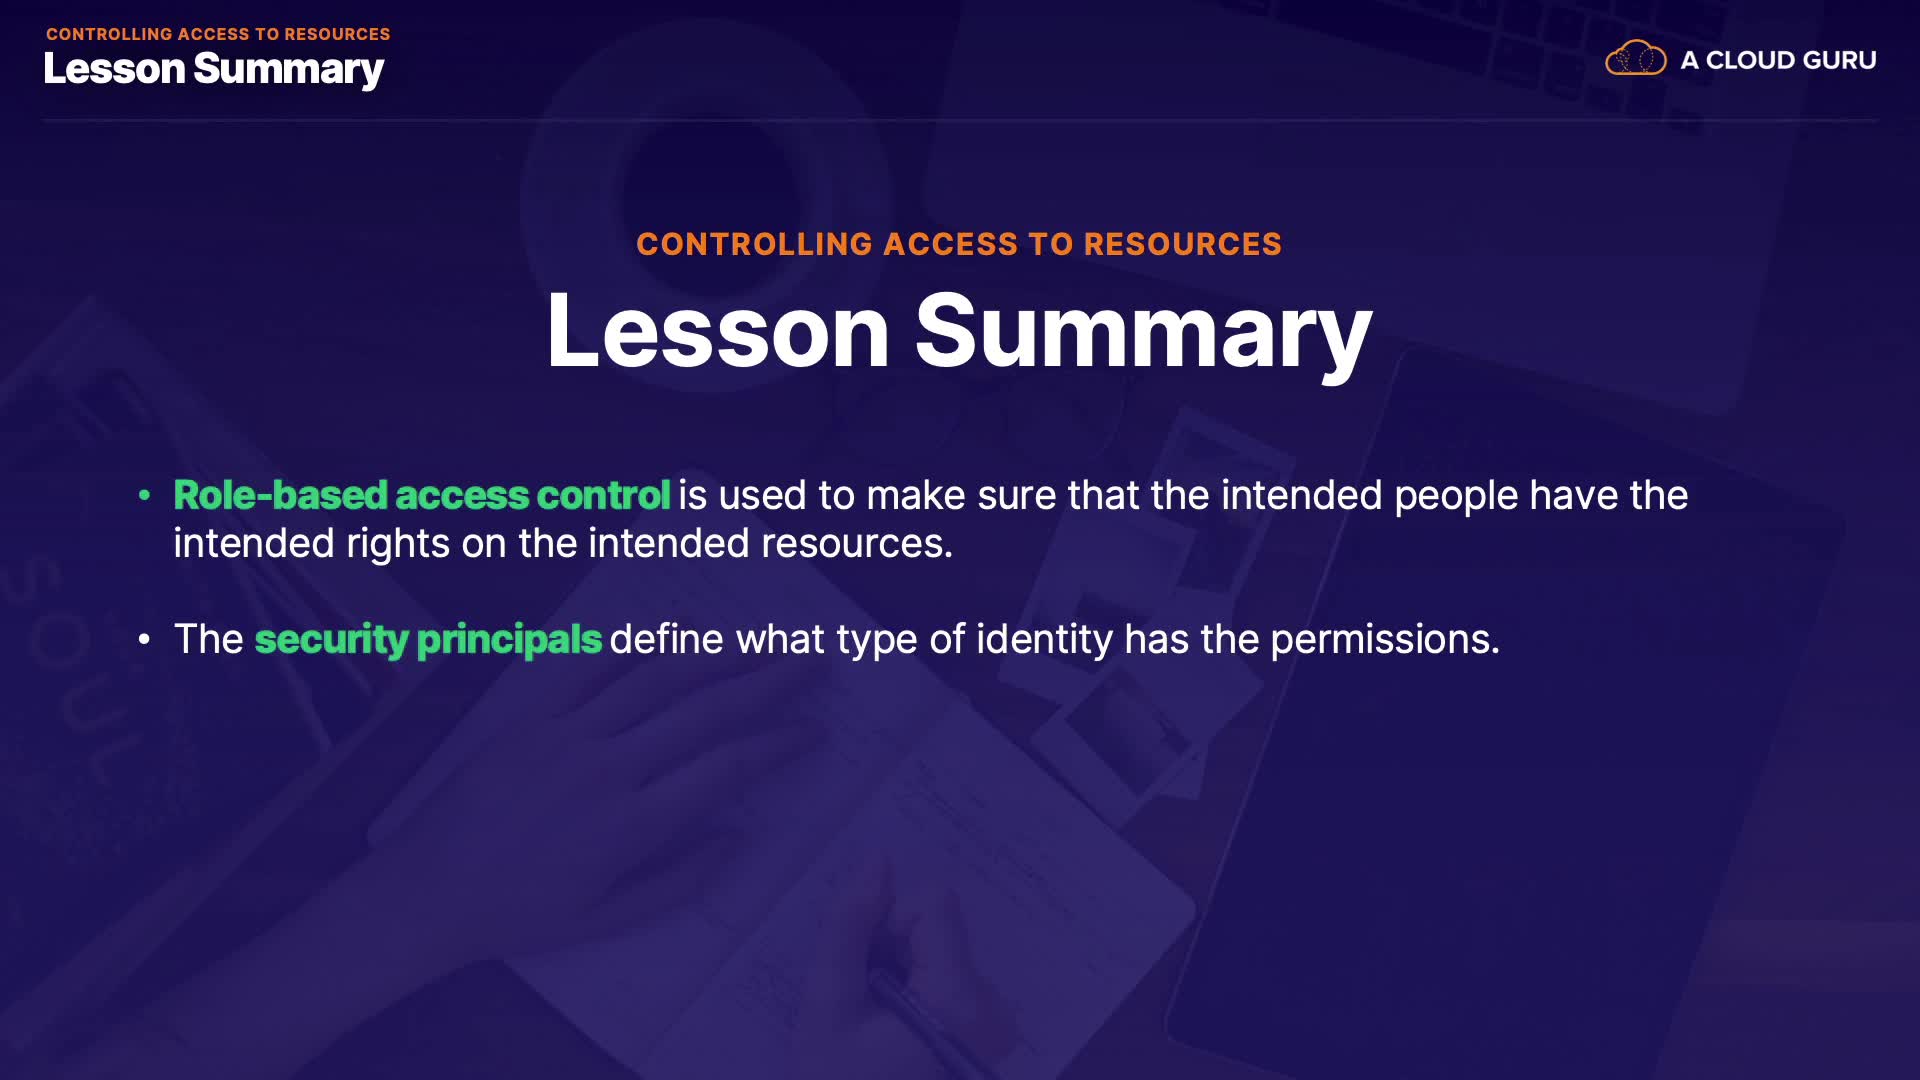 CONTROLLING ACCESS TO RESOURCES
Lesson Summary
A CLOUD GURU
CONTROLLING ACCESS TO RESOURCES
Lesson Summary
• Role-based access control is used to make sure that the intended people have the
intended rights on the intended resources.
• The security principals define what type of identity has the permissions.
SOUL